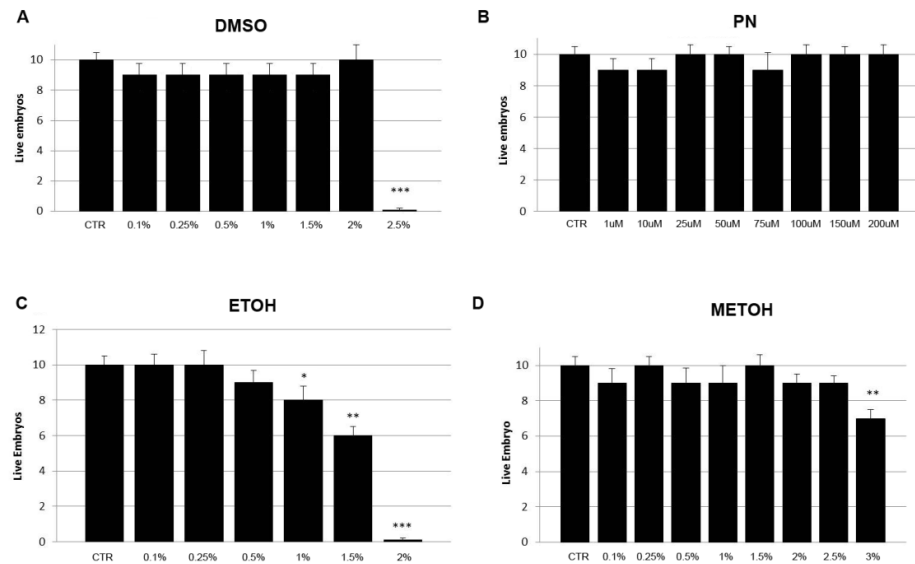 A
DMSO
Live embryos
10
8
6
4
2
0
***
CTR 0.1% 0.25% 0.5% 1% 1.5% 2% 2.5%
B
PN
Live embryos
10
8
6
4
2
0
CTR 1uM 10uM 25uM 50uM 75uM 100uM 150uM 200uM
C
ETOH
Live Embryos
12
10
8
6
4
2
0
*
**
***
CTR 0.1% 0.25% 0.5% 1% 1.5% 2%
D
METOH
Live Embryo
10
8
6
4
2
0
**
CTR 0.1% 0.25% 0.5% 1% 1.5% 2% 2.5% 3%